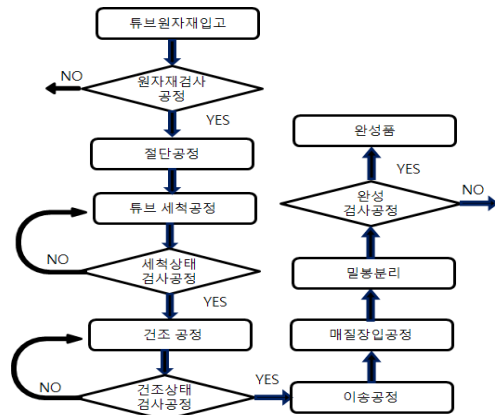 튜브원자재입고
NO
원자재검사
공정
YES
절단공정
튜브 세척공정
NO
세척상태
검사공정
YES
건조 공정
NO
건조상태
검사공정
YES
이송공정
매질장입공정
밀봉분리
완성
검사공정
NO
YES
완성품